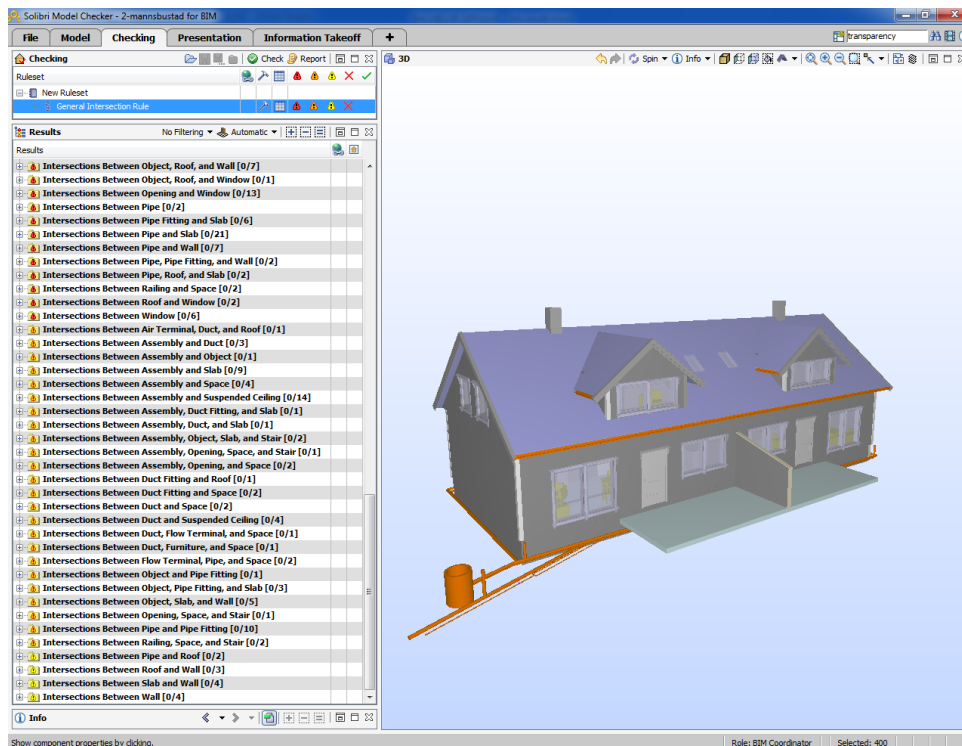 Solibri Model Checker - 2-mannsbustad for BIM
File Model Checking Presentation Information Takeoff +
transparency
Checking Check Report
3D Spin Info
Ruleset
New Ruleset
General Intersection Rule
Results No Filtering Automatic
Results
Intersections Between Object, Roof, and Wall [0/7]
Intersections Between Object, Roof, and Window [0/1]
Intersections Between Opening and Window [0/13]
Intersections Between Pipe [0/2]
Intersections Between Pipe Fitting and Slab [0/6]
Intersections Between Pipe and Slab [0/21]
Intersections Between Pipe and Wall [0/7]
Intersections Between Pipe, Pipe Fitting, and Wall [0/2]
Intersections Between Pipe, Roof, and Slab [0/2]
Intersections Between Railing and Space [0/2]
Intersections Between Roof and Window [0/2]
Intersections Between Window [0/6]
Intersections Between Air Terminal, Duct, and Roof [0/1]
Intersections Between Assembly and Duct [0/3]
Intersections Between Assembly and Object [0/1]
Intersections Between Assembly and Slab [0/9]
Intersections Between Assembly and Space [0/4]
Intersections Between Assembly and Suspended Ceiling [0/14]
Intersections Between Assembly, Duct Fitting, and Slab [0/1]
Intersections Between Assembly, Duct, and Slab [0/1]
Intersections Between Assembly, Object, Slab, and Stair [0/2]
Intersections Between Assembly, Opening, Space, and Stair [0/1]
Intersections Between Assembly, Opening, and Space [0/2]
Intersections Between Duct Fitting and Roof [0/1]
Intersections Between Duct Fitting and Space [0/2]
Intersections Between Duct and Space [0/2]
Intersections Between Duct and Suspended Ceiling [0/4]
Intersections Between Duct, Flow Terminal, and Space [0/1]
Intersections Between Duct, Furniture, and Space [0/1]
Intersections Between Flow Terminal, Pipe, and Space [0/2]
Intersections Between Object and Pipe Fitting [0/1]
Intersections Between Object, Pipe Fitting, and Slab [0/3]
Intersections Between Object, Slab, and Wall [0/5]
Intersections Between Opening, Space, and Stair [0/1]
Intersections Between Pipe and Pipe Fitting [0/10]
Intersections Between Railing, Space, and Stair [0/2]
Intersections Between Pipe and Roof [0/2]
Intersections Between Roof and Wall [0/3]
Intersections Between Slab and Wall [0/4]
Intersections Between Wall [0/4]
Info
Show component properties by clicking. Role: BIM Coordinator Selected: 400